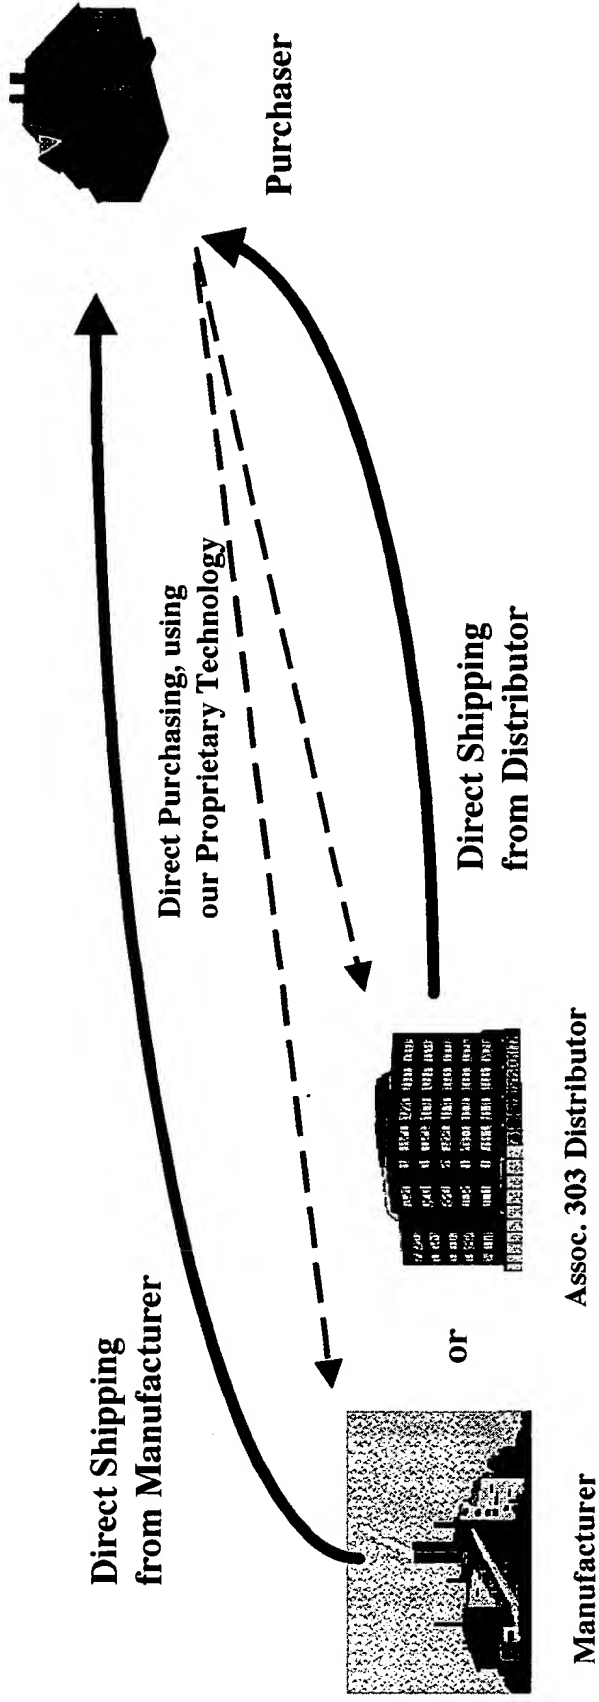 Direct Shipping
from Manufacturer
Direct Purchasing, using
our Proprietary Technology
Purchaser
Direct Shipping
from Distributor
or
Manufacturer
Assoc. 303 Distributor